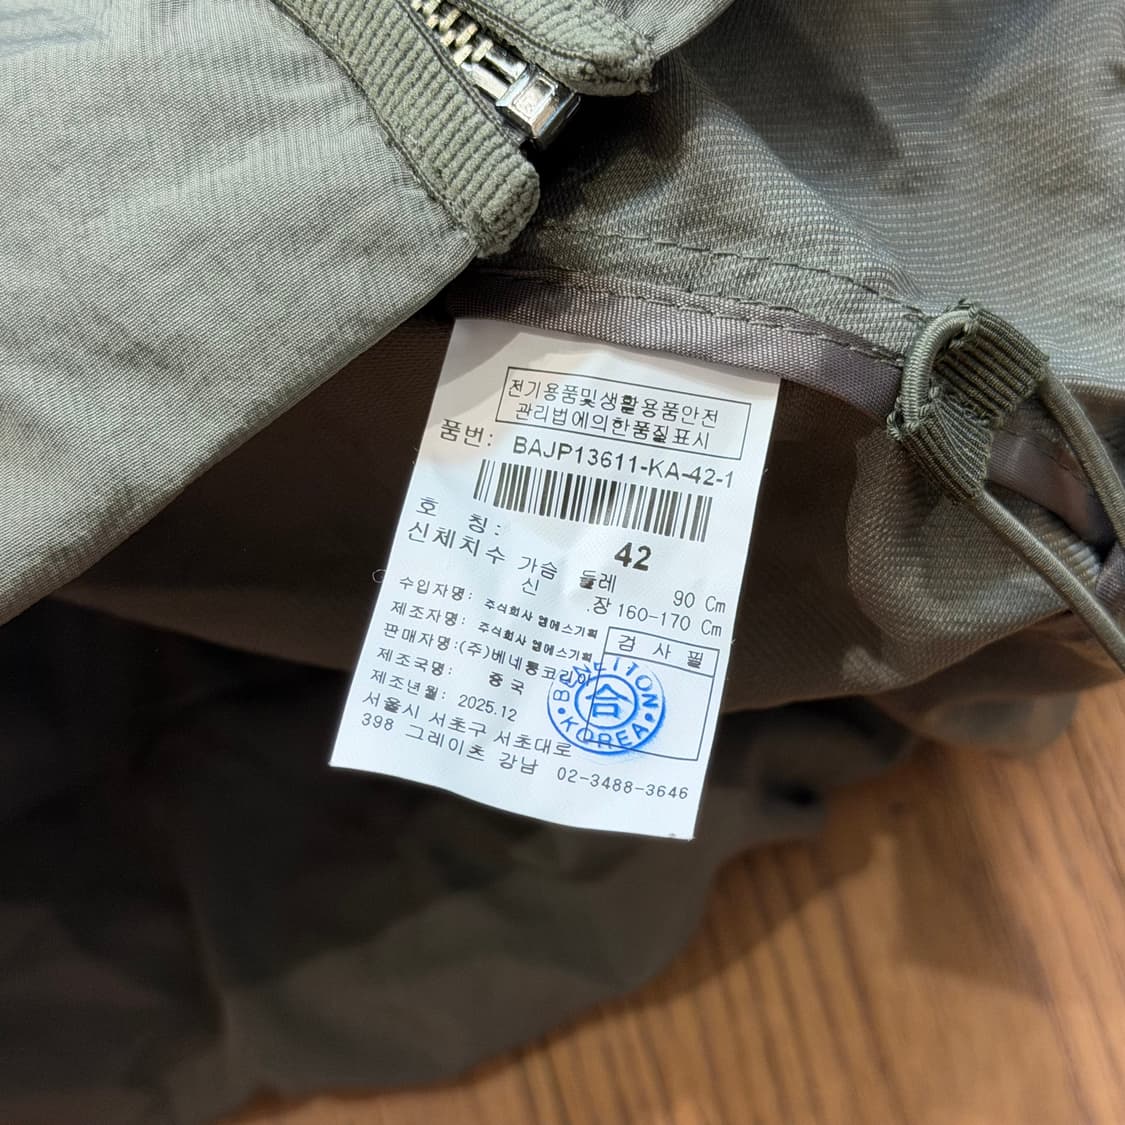 전기용품및생활용품안전
관리법에의한품질표시
품번: BAJP13611-KA-42-1
호 칭: 42
신체치수 가슴 둘레 90 Cm
신 장 160-170 Cm
수입자명: 주식회사 엠에스기획
제조자명: 주식회사 엠에스기획
판매자명:(주)베네통코리아
제조국명: 중국
제조년월: 2025.12
서울시 서초구 서초대로
398 그레이츠 강남 02-3488-3646
검 사 필
BENETTON
合
KOREA